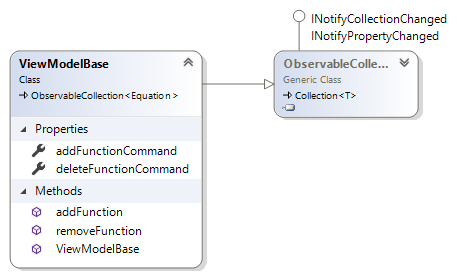 ViewModelBase
Class
ObservableCollection<Equation>
Properties
addFunctionCommand
deleteFunctionCommand
Methods
addFunction
removeFunction
ViewModelBase
INotifyCollectionChanged
INotifyPropertyChanged
ObservableColle...
Generic Class
Collection<T>